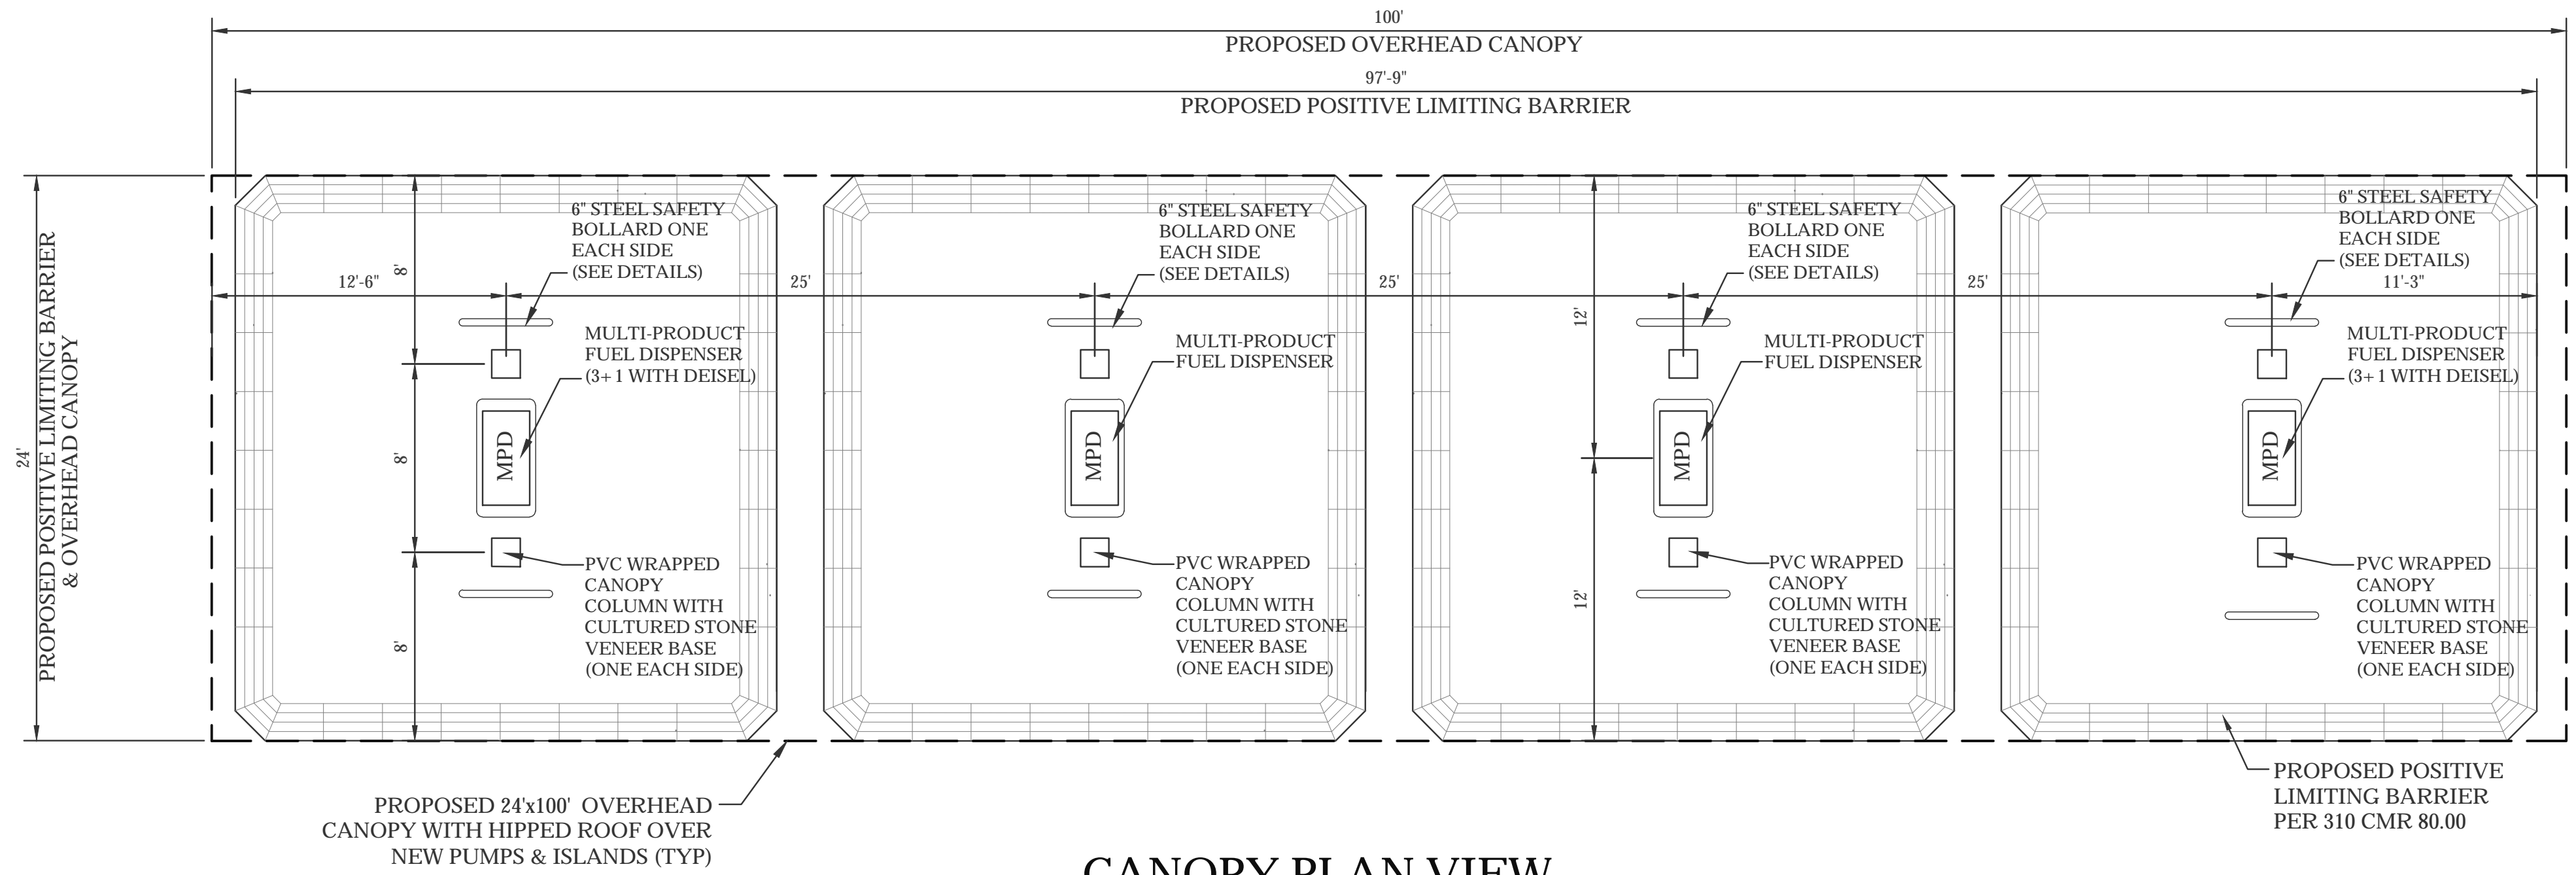 100'
PROPOSED OVERHEAD CANOPY
97'-9"
PROPOSED POSITIVE LIMITING BARRIER
24'
PROPOSED POSITIVE LIMITING BARRIER
& OVERHEAD CANOPY
12'-6"
25'
25'
25'
11'-3"
8'
8'
8'
12'
12'
6" STEEL SAFETY
BOLLARD ONE
EACH SIDE
(SEE DETAILS)
MULTI-PRODUCT
FUEL DISPENSER
(3+1 WITH DEISEL)
MPD
PVC WRAPPED
CANOPY
COLUMN WITH
CULTURED STONE
VENEER BASE
(ONE EACH SIDE)
6" STEEL SAFETY
BOLLARD ONE
EACH SIDE
(SEE DETAILS)
MULTI-PRODUCT
FUEL DISPENSER
MPD
PVC WRAPPED
CANOPY
COLUMN WITH
CULTURED STONE
VENEER BASE
(ONE EACH SIDE)
6" STEEL SAFETY
BOLLARD ONE
EACH SIDE
(SEE DETAILS)
MULTI-PRODUCT
FUEL DISPENSER
MPD
PVC WRAPPED
CANOPY
COLUMN WITH
CULTURED STONE
VENEER BASE
(ONE EACH SIDE)
6" STEEL SAFETY
BOLLARD ONE
EACH SIDE
(SEE DETAILS)
MULTI-PRODUCT
FUEL DISPENSER
(3+1 WITH DEISEL)
MPD
PVC WRAPPED
CANOPY
COLUMN WITH
CULTURED STONE
VENEER BASE
(ONE EACH SIDE)
PROPOSED 24'x100' OVERHEAD
CANOPY WITH HIPPED ROOF OVER
NEW PUMPS & ISLANDS (TYP)
PROPOSED POSITIVE
LIMITING BARRIER
PER 310 CMR 80.00
CANOPY PLAN VIEW